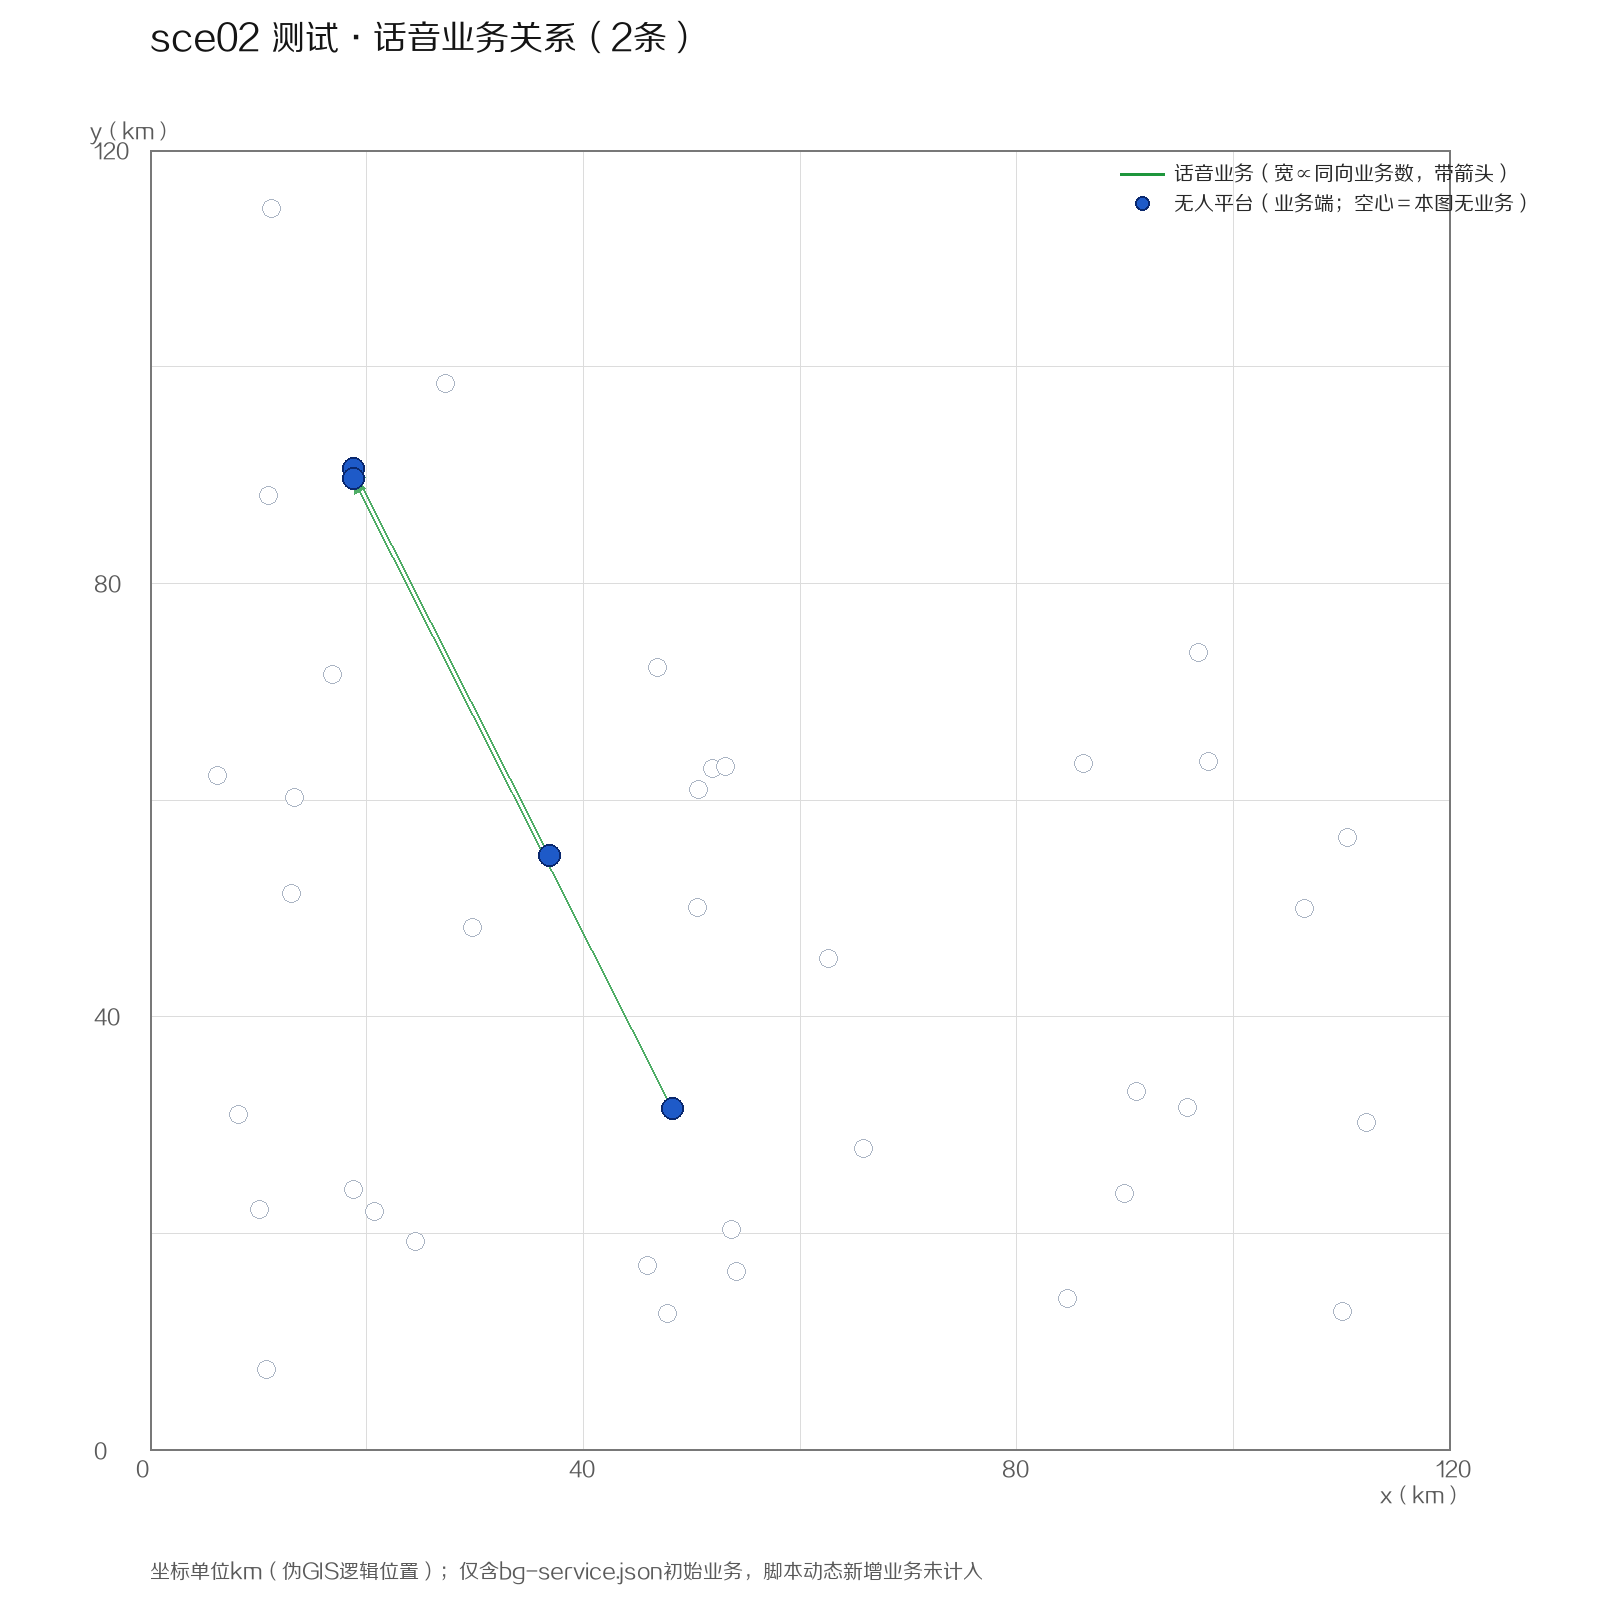 sce02 测试·话音业务关系（2条）
y（km）
120
话音业务（宽∝同向业务数，带箭头）
无人平台（业务端；空心＝本图无业务）
80
40
0
0 40 80 120
x（km）
坐标单位km（伪GIS逻辑位置）；仅含bg-service.json初始业务，脚本动态新增业务未计入